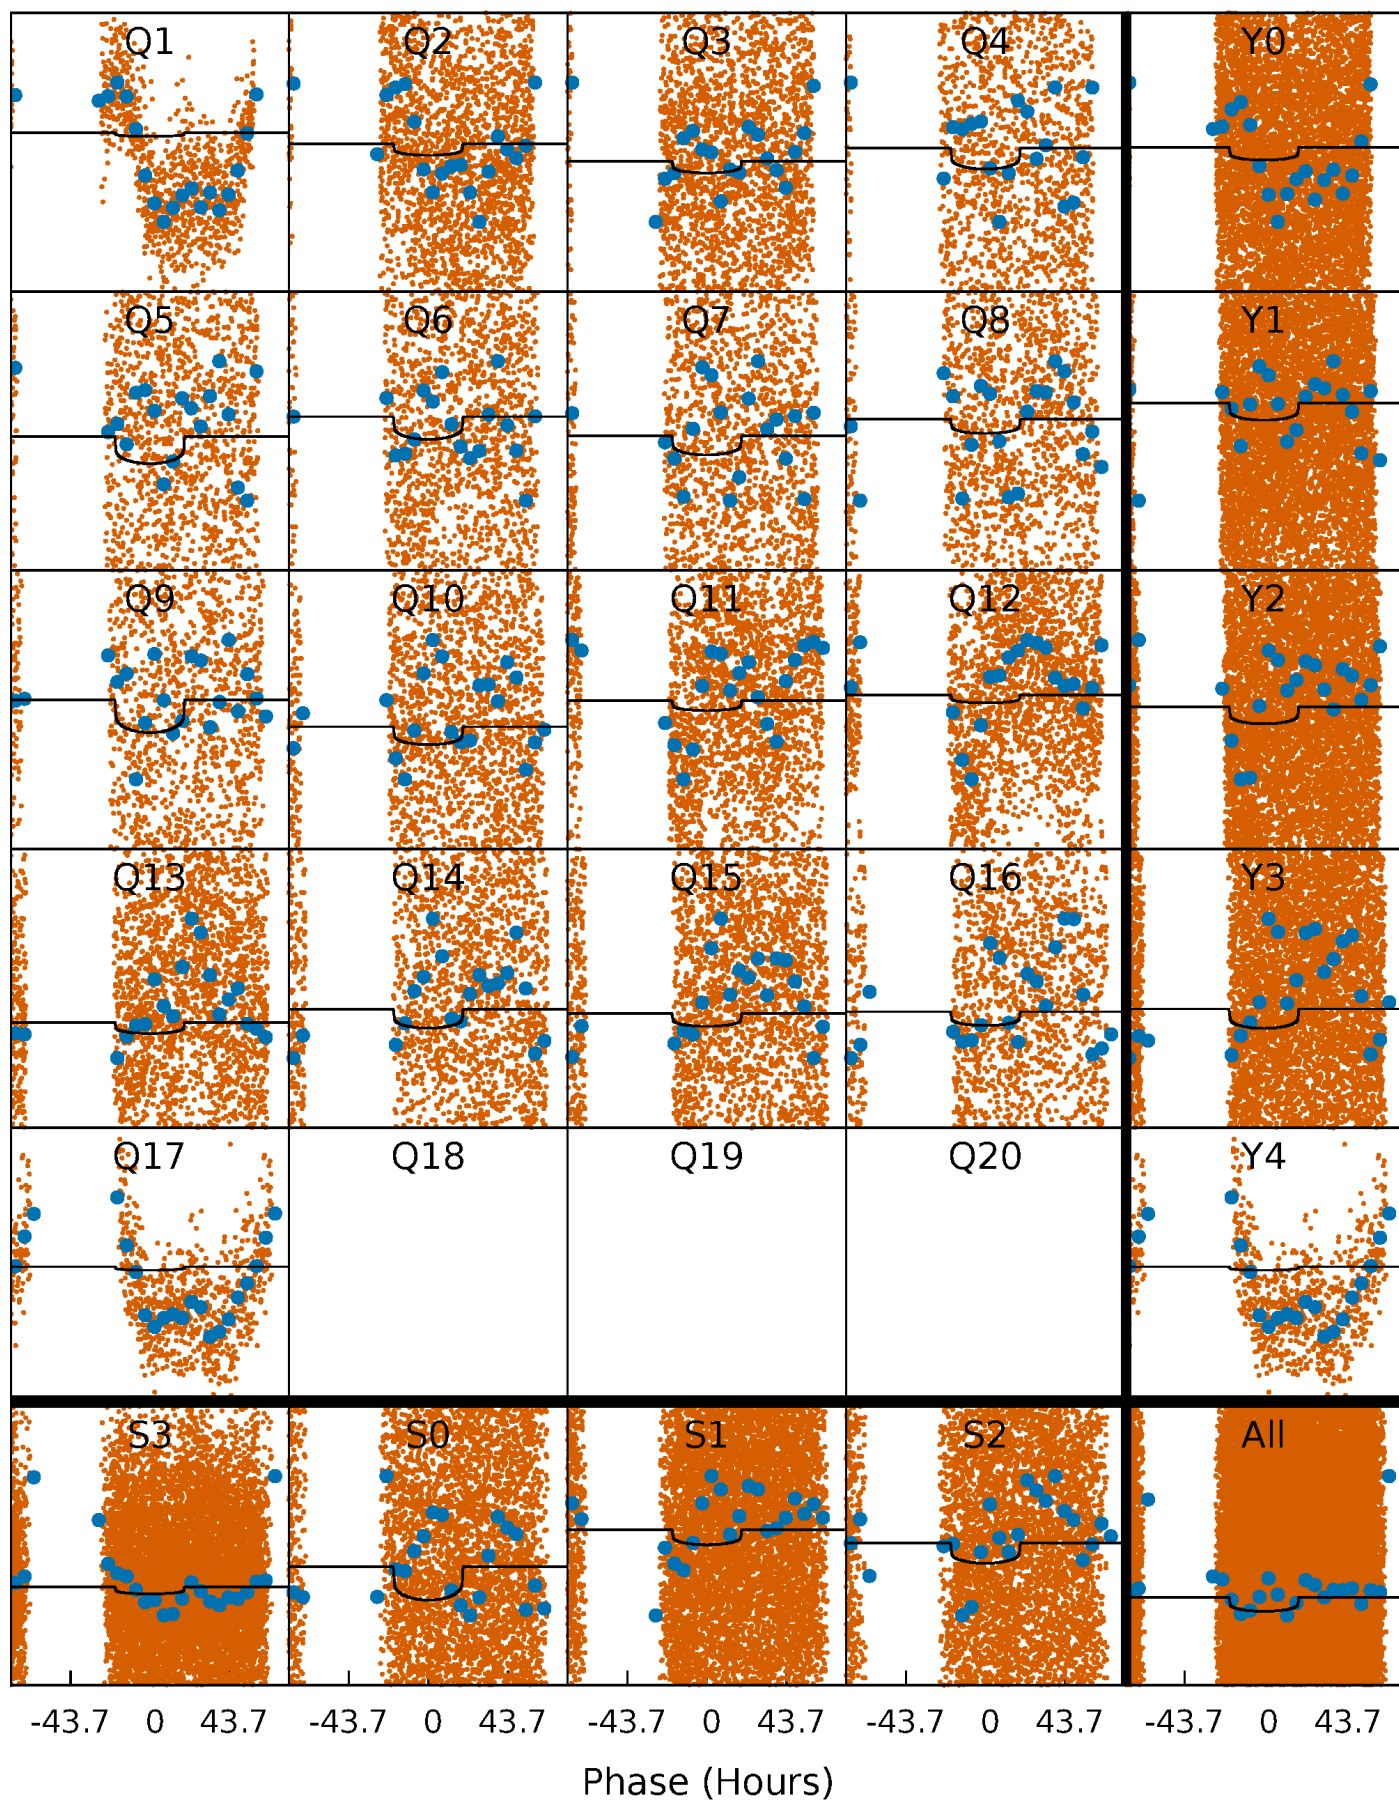 Q1 Q2 Q3 Q4 Y0
Q5 Q6 Q7 Q8 Y1
Q9 Q10 Q11 Q12 Y2
Q13 Q14 Q15 Q16 Y3
Q17 Q18 Q19 Q20 Y4
S3 S0 S1 S2 All
-43.7 0 43.7 -43.7 0 43.7 -43.7 0 43.7 -43.7 0 43.7 -43.7 0 43.7
Phase (Hours)